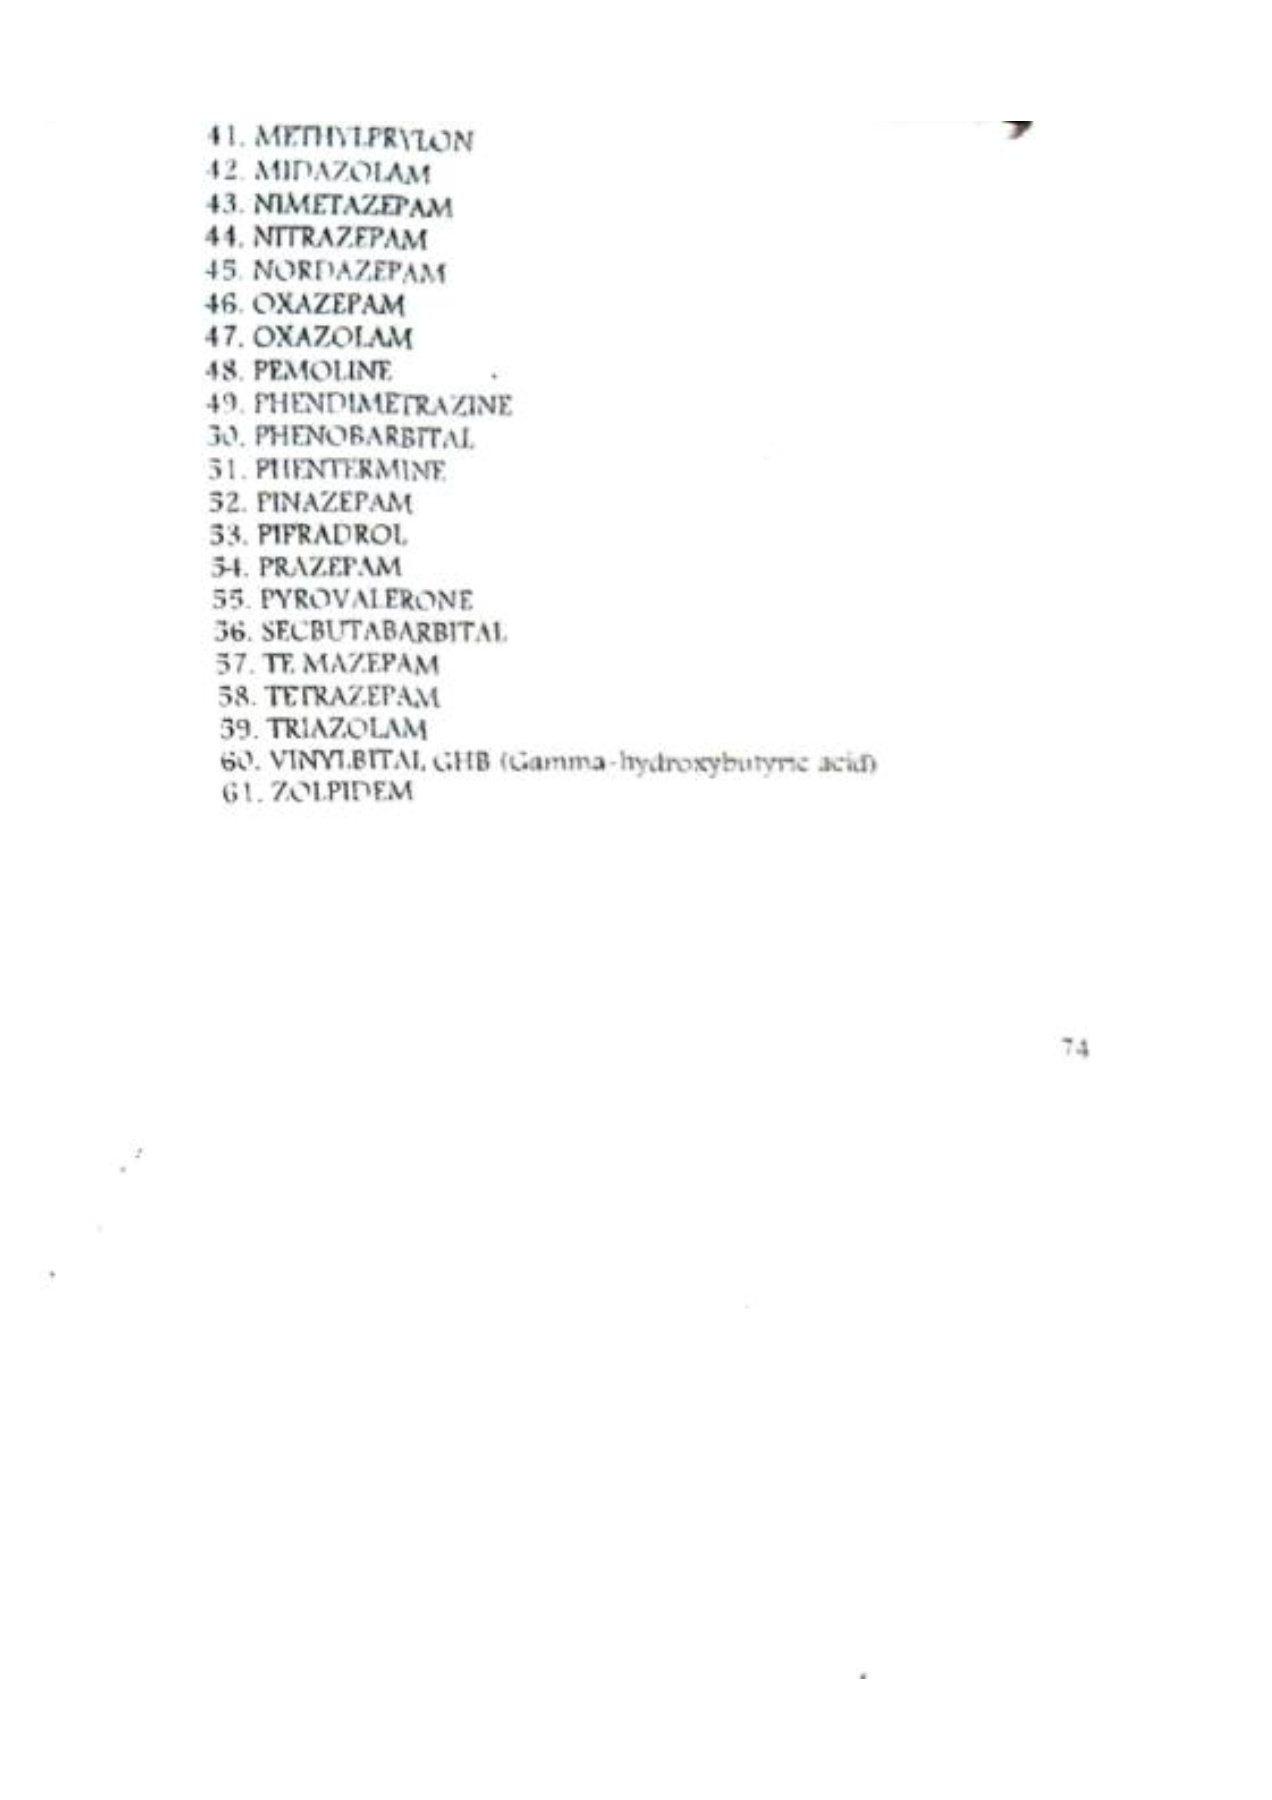 41. METHYLPRYLON
42. MIDAZOLAM
43. NIMETAZEPAM
44. NITRAZEPAM
45. NORDAZEPAM
46. OXAZEPAM
47. OXAZOLAM
48. PEMOLINE
49. PHENDIMETRAZINE
50. PHENOBARBITAL
51. PHENTERMINE
52. PINAZEPAM
53. PIPRADROL
54. PRAZEPAM
55. PYROVALERONE
56. SECBUTABARBITAL
57. TE MAZEPAM
58. TETRAZEPAM
59. TRIAZOLAM
60. VINYLBITAL GHB (Gamma-hydroxybutyric acid)
61. ZOLPIDEM
74